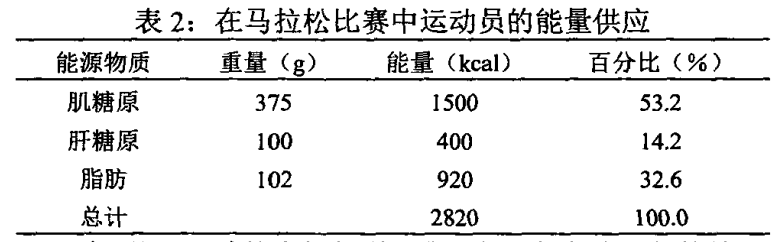 表 2：在马拉松比赛中运动员的能量供应
能源物质 重量（g） 能量（kcal） 百分比（%）
肌糖原 375 1500 53.2
肝糖原 100 400 14.2
脂肪 102 920 32.6
总计 2820 100.0